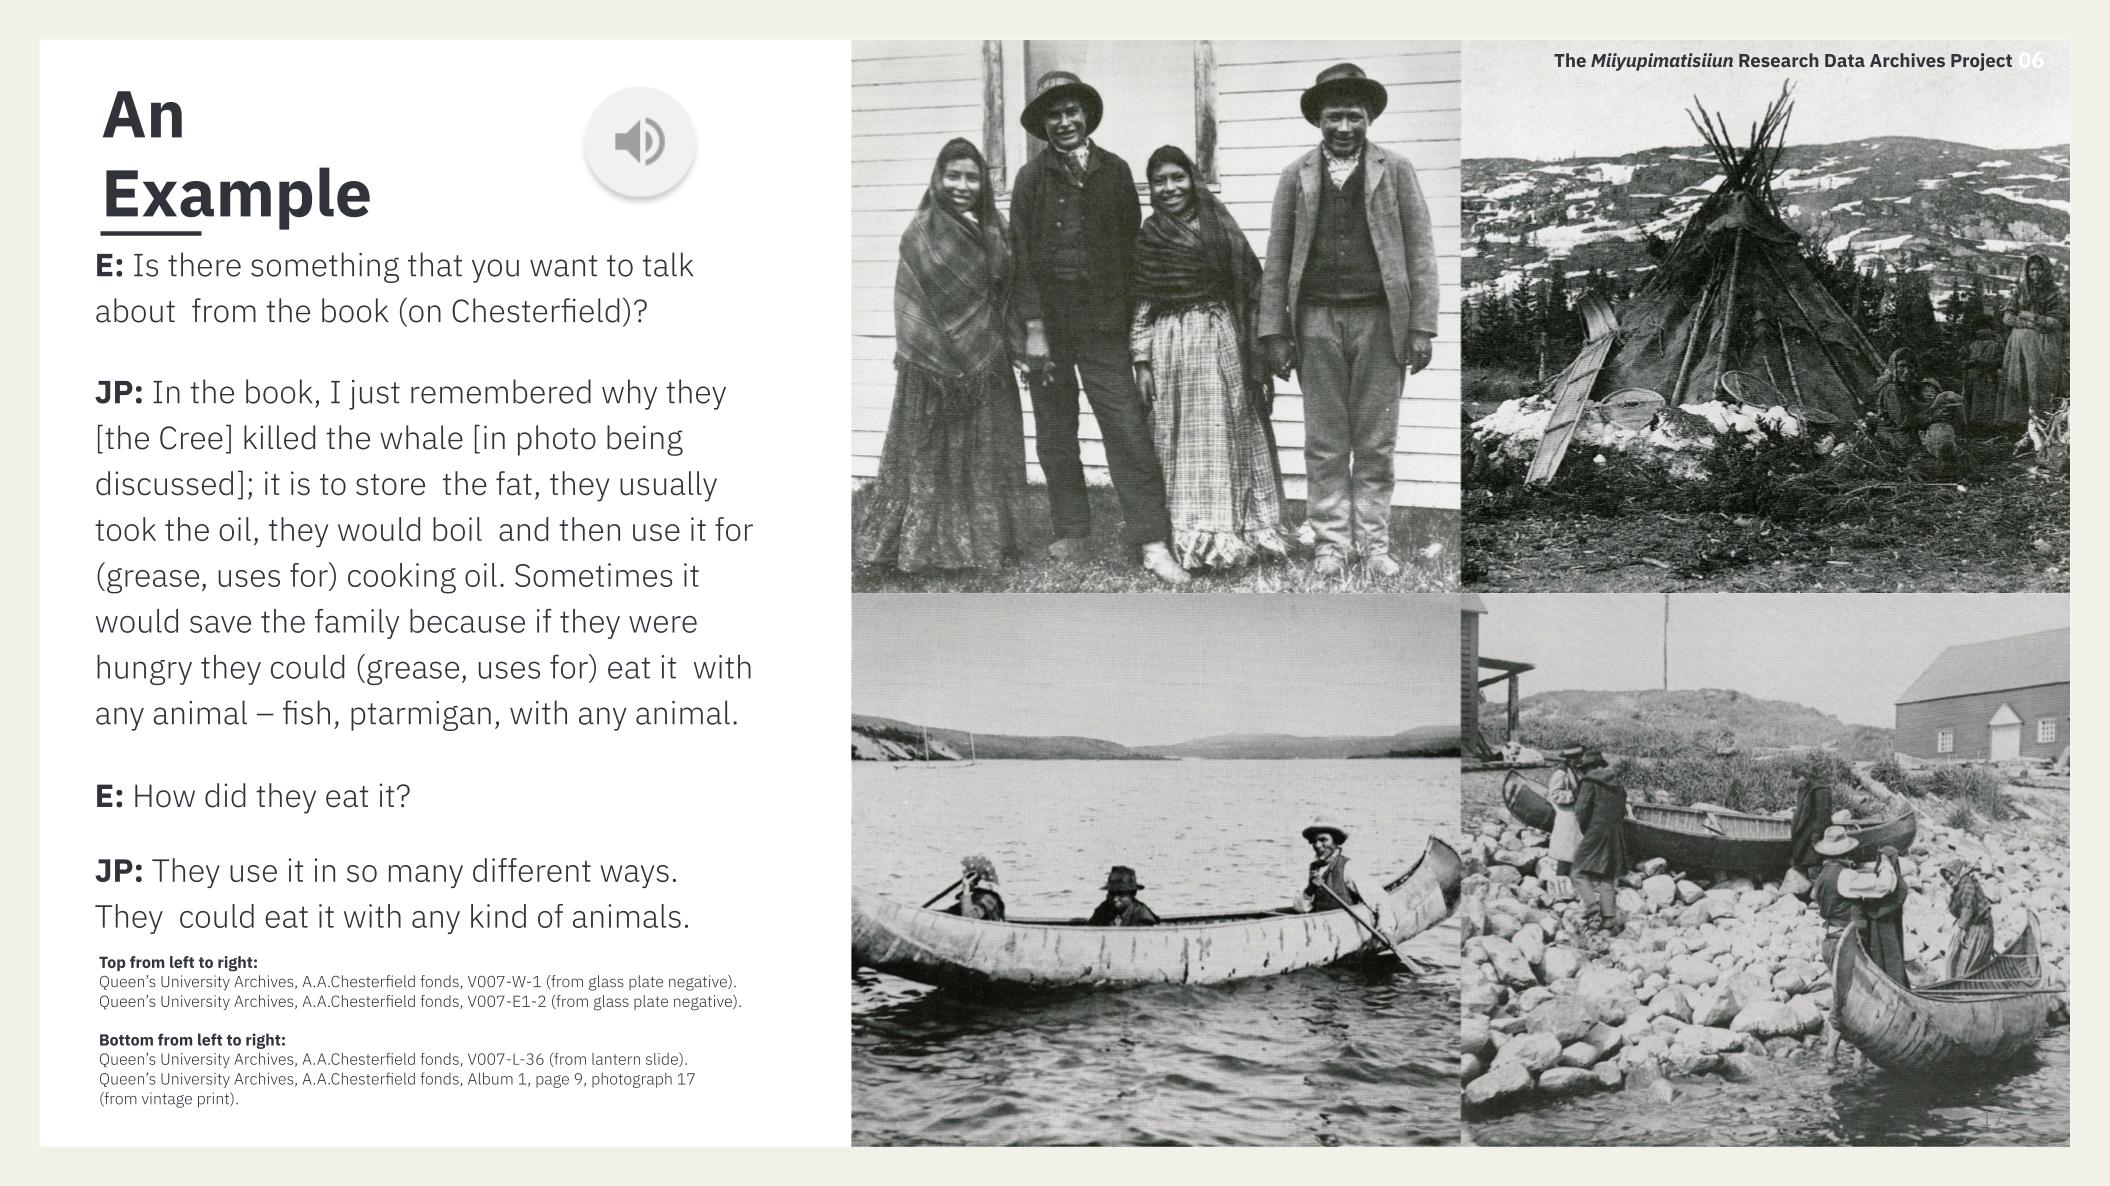 The Miiyupimatisiiun Research Data Archives Project 06
An
Example
E: Is there something that you want to talk
about  from the book (on Chesterfield)?
JP: In the book, I just remembered why they
[the Cree] killed the whale [in photo being
discussed]; it is to store  the fat, they usually
took the oil, they would boil  and then use it for
(grease, uses for) cooking oil. Sometimes it
would save the family because if they were
hungry they could (grease, uses for) eat it  with
any animal – fish, ptarmigan, with any animal.
E: How did they eat it?
JP: They use it in so many different ways.
They  could eat it with any kind of animals.
Top from left to right:
Queen’s University Archives, A.A.Chesterfield fonds, V007-W-1 (from glass plate negative).
Queen’s University Archives, A.A.Chesterfield fonds, V007-E1-2 (from glass plate negative).
Bottom from left to right:
Queen’s University Archives, A.A.Chesterfield fonds, V007-L-36 (from lantern slide).
Queen’s University Archives, A.A.Chesterfield fonds, Album 1, page 9, photograph 17
(from vintage print).